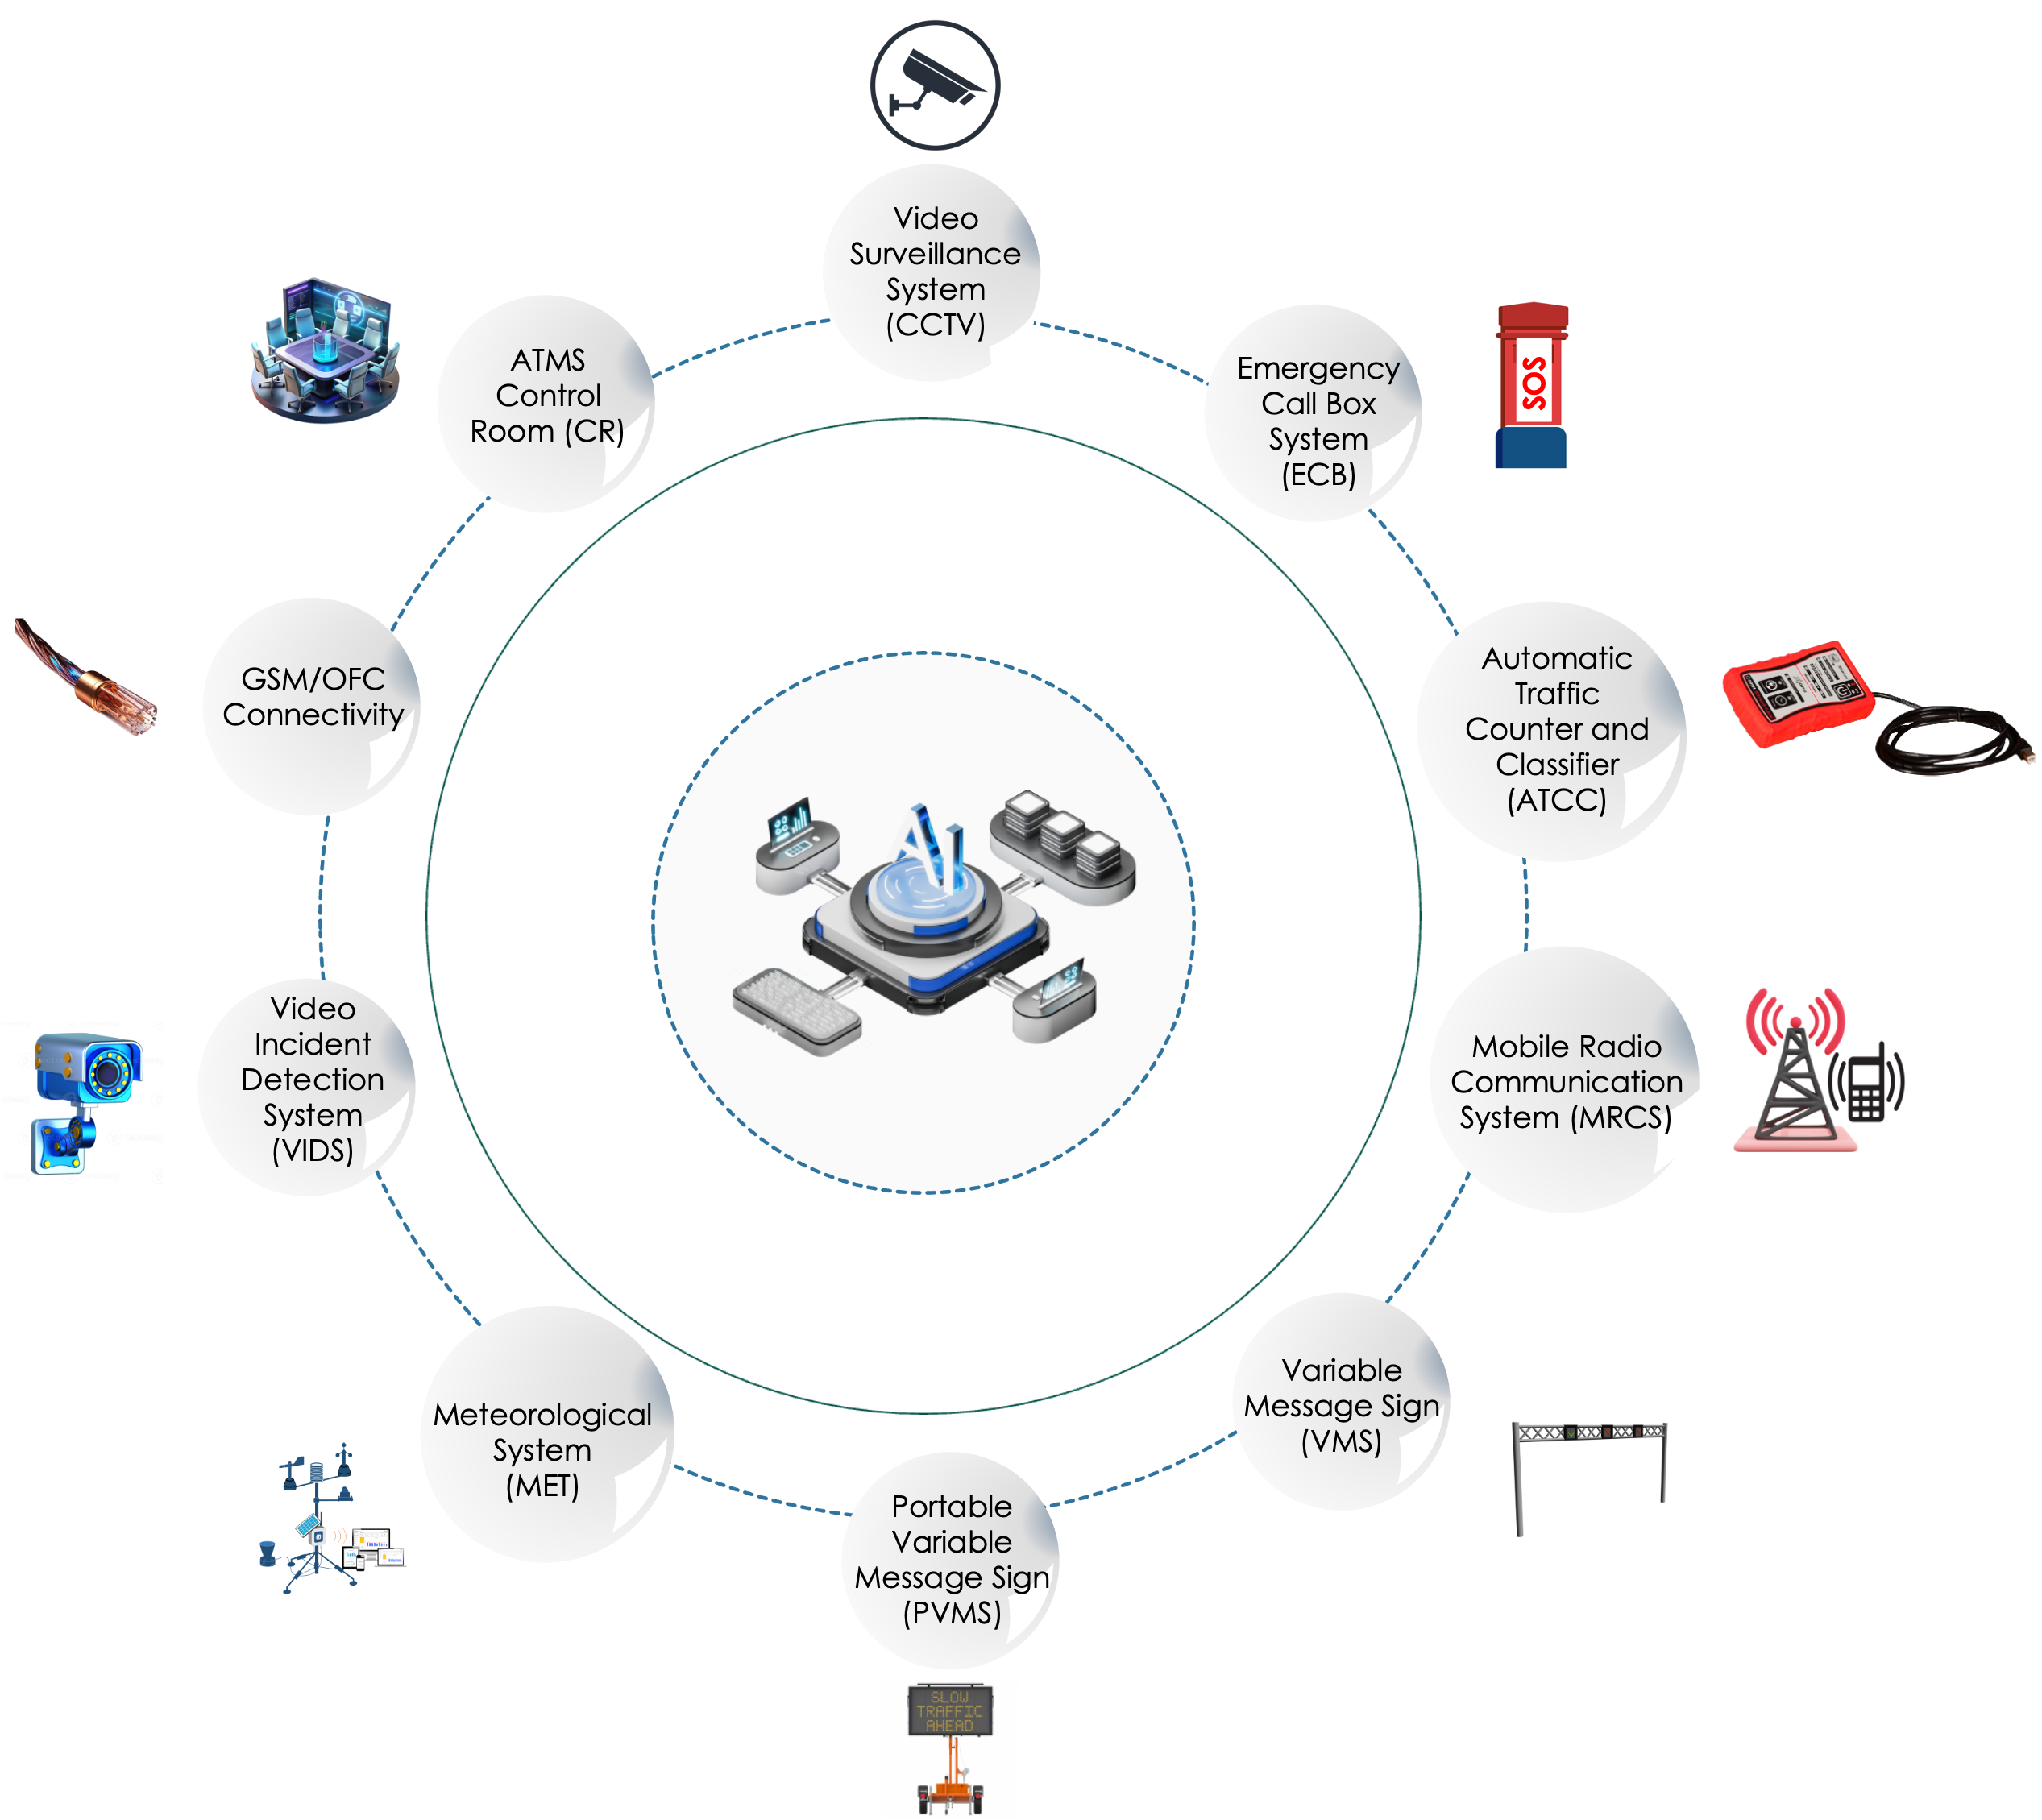 Video
Surveillance
System
(CCTV)
ATMS
Control
Room (CR)
Emergency
Call Box
System
(ECB)
SOS
GSM/OFC
Connectivity
Automatic
Traffic
Counter and
Classifier
(ATCC)
AI
Video
Incident
Detection
System
(VIDS)
Mobile Radio
Communication
System (MRCS)
Variable
Message Sign
(VMS)
Meteorological
System
(MET)
Portable
Variable
Message Sign
(PVMS)
SLOW
TRAFFIC
AHEAD